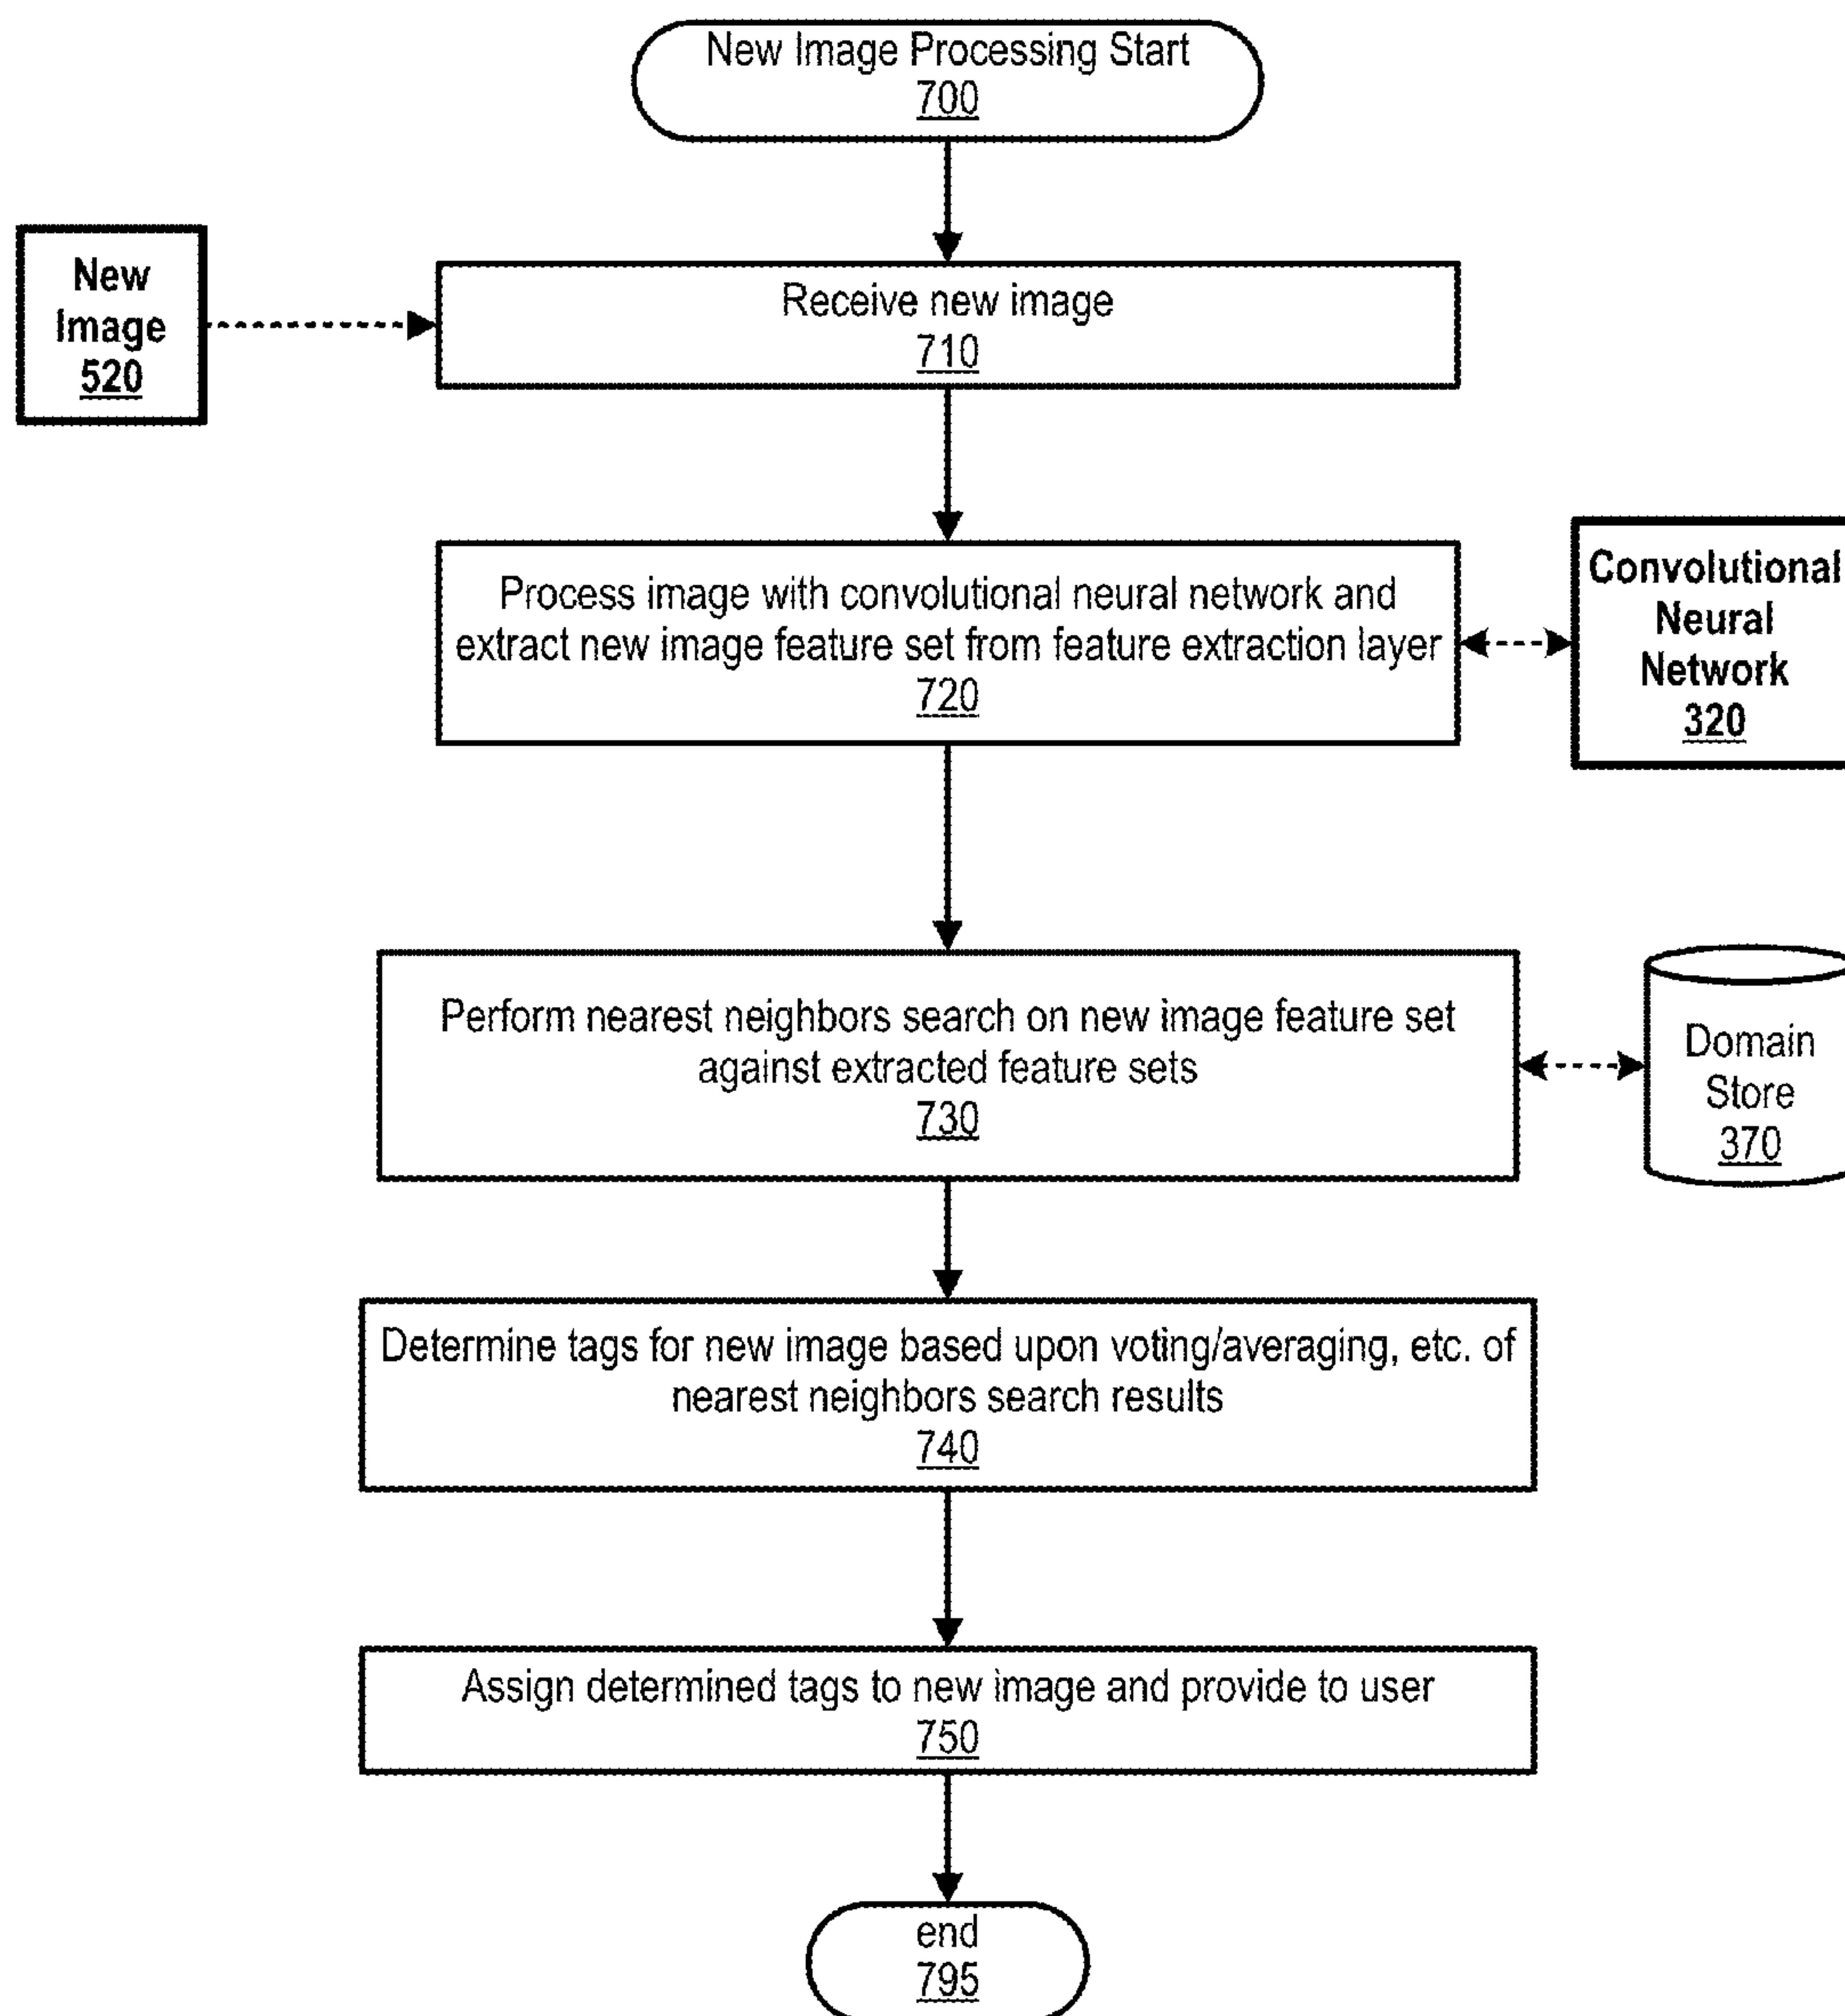 New Image Processing Start
700
New
Image
520
Receive new image
710
Process image with convolutional neural network and
extract new image feature set from feature extraction layer
720
Convolutional
Neural
Network
320
Perform nearest neighbors search on new image feature set
against extracted feature sets
730
Domain
Store
370
Determine tags for new image based upon voting/averaging, etc. of
nearest neighbors search results
740
Assign determined tags to new image and provide to user
750
end
795